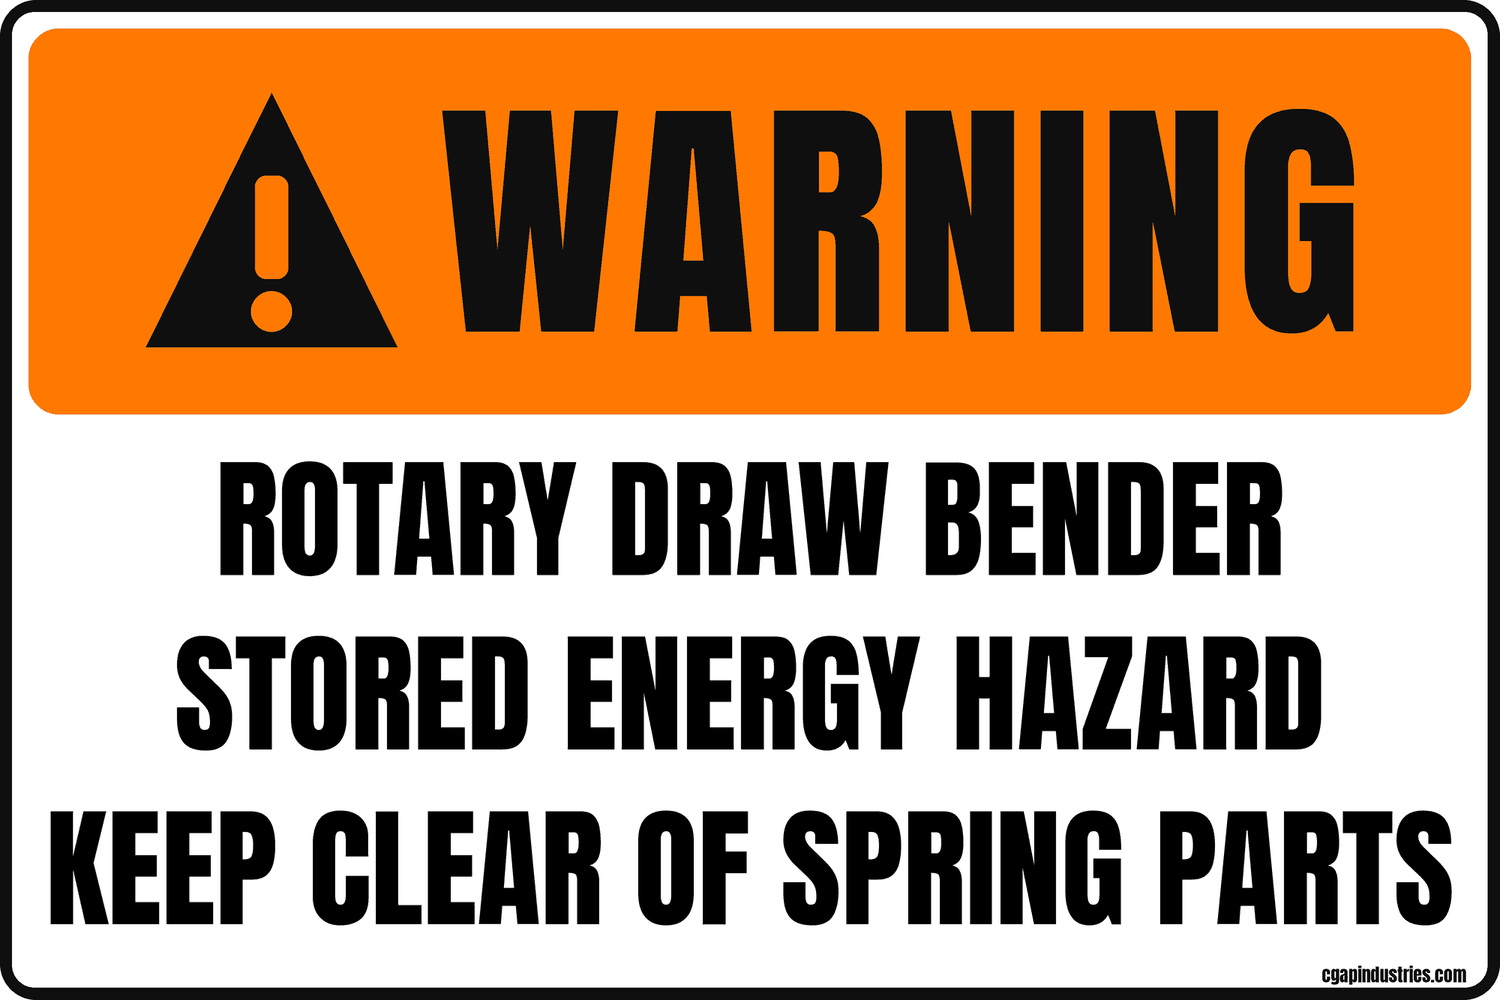 WARNING
ROTARY DRAW BENDER
STORED ENERGY HAZARD
KEEP CLEAR OF SPRING PARTS
cgapindustries.com